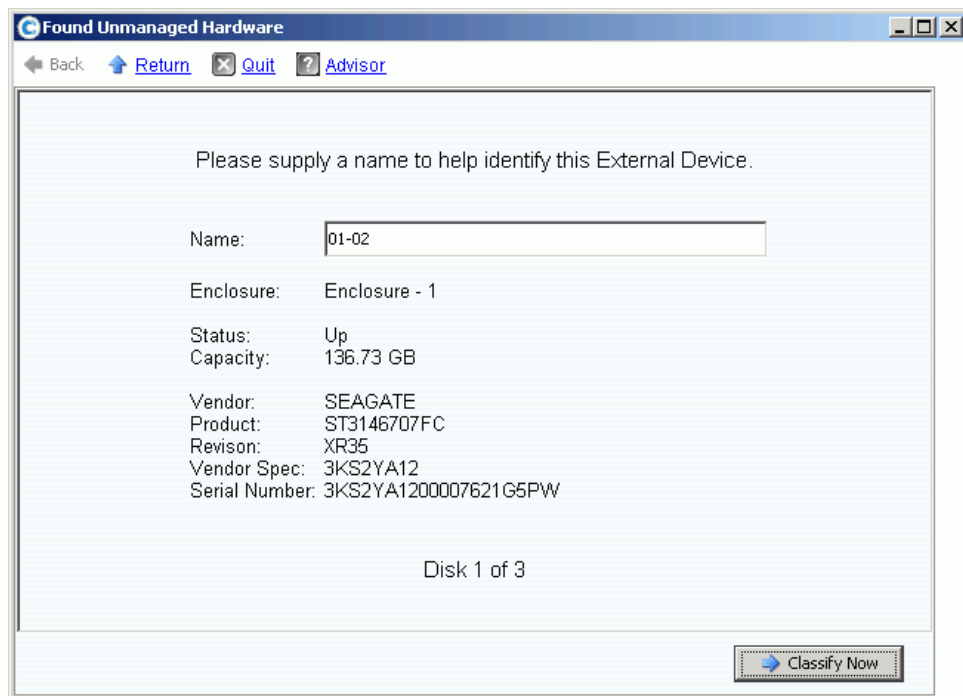 Found Unmanaged Hardware
Back Return Quit Advisor
Please supply a name to help identify this External Device.
Name: 01-02
Enclosure: Enclosure - 1
Status: Up
Capacity: 136.73 GB
Vendor: SEAGATE
Product: ST3146707FC
Revison: XR35
Vendor Spec: 3KS2YA12
Serial Number: 3KS2YA1200007621G5PW
Disk 1 of 3
Classify Now